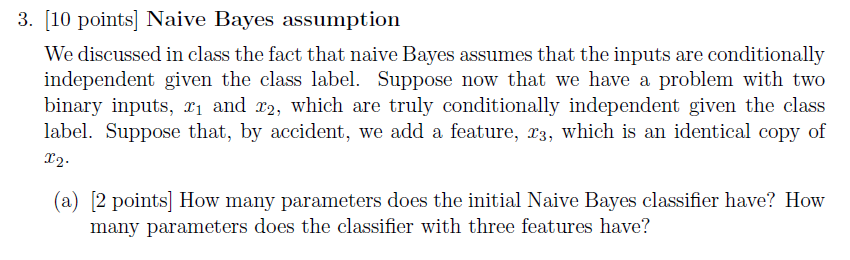 3. [10 points] Naive Bayes assumption
We discussed in class the fact that naive Bayes assumes that the inputs are conditionally
independent given the class label. Suppose now that we have a problem with two
binary inputs, x₁ and x₂, which are truly conditionally independent given the class
label. Suppose that, by accident, we add a feature, x₃, which is an identical copy of
x₂.
(a) [2 points] How many parameters does the initial Naive Bayes classifier have? How
many parameters does the classifier with three features have?